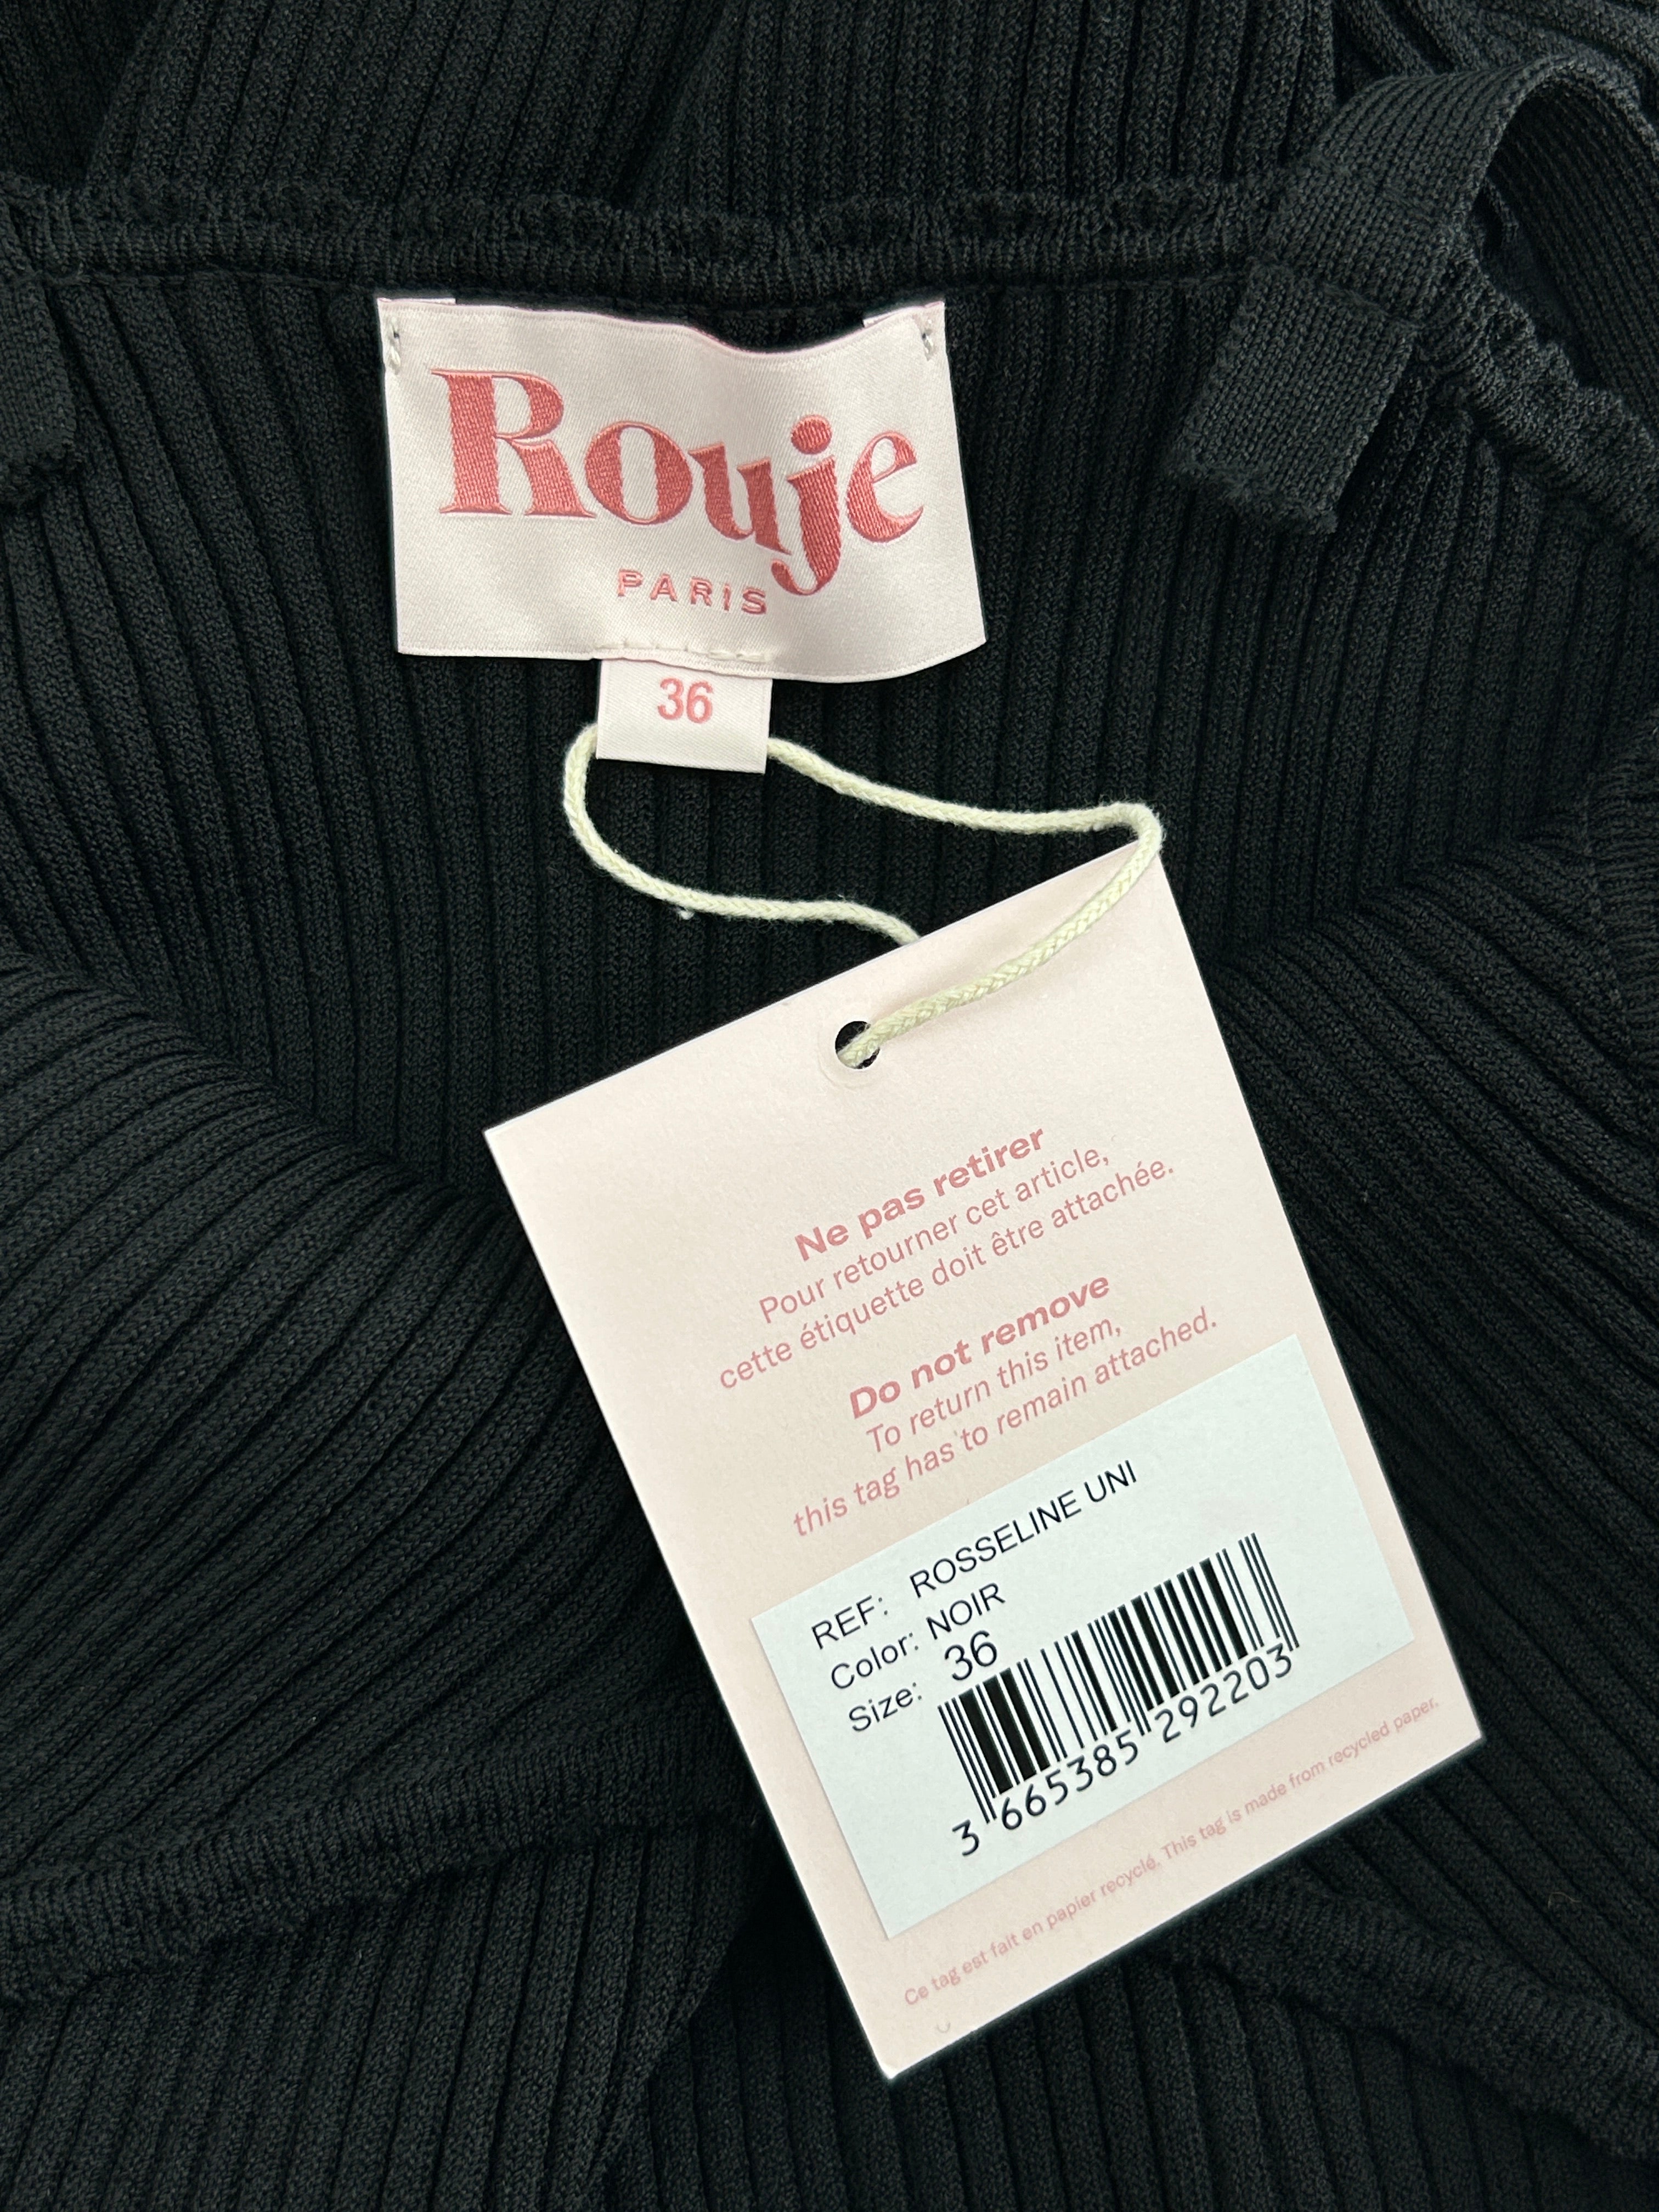 Rouje
PARIS
36
Ne pas retirer
Pour retourner cet article,
cette étiquette doit être attachée.
Do not remove
To return this item,
this tag has to remain attached.
REF: ROSSELINE UNI
Color: NOIR
Size: 36
3 665385 292203
Ce tag est fait en papier recyclé. This tag is made from recycled paper.